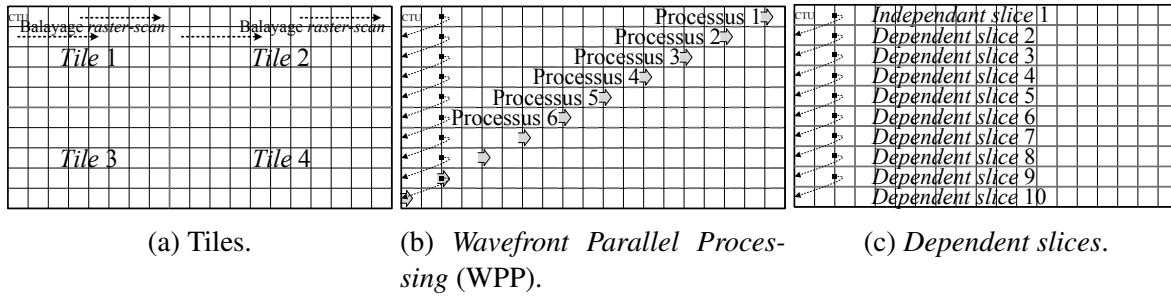 CTU
Balayage raster-scan Balayage raster-scan
Tile 1 Tile 2
Tile 3 Tile 4
(a) Tiles.
CTU
Processus 1
Processus 2
Processus 3
Processus 4
Processus 5
Processus 6
(b) Wavefront Parallel Proces-
sing (WPP).
CTU
Independant slice 1
Dependent slice 2
Dependent slice 3
Dependent slice 4
Dependent slice 5
Dependent slice 6
Dependent slice 7
Dependent slice 8
Dependent slice 9
Dependent slice 10
(c) Dependent slices.